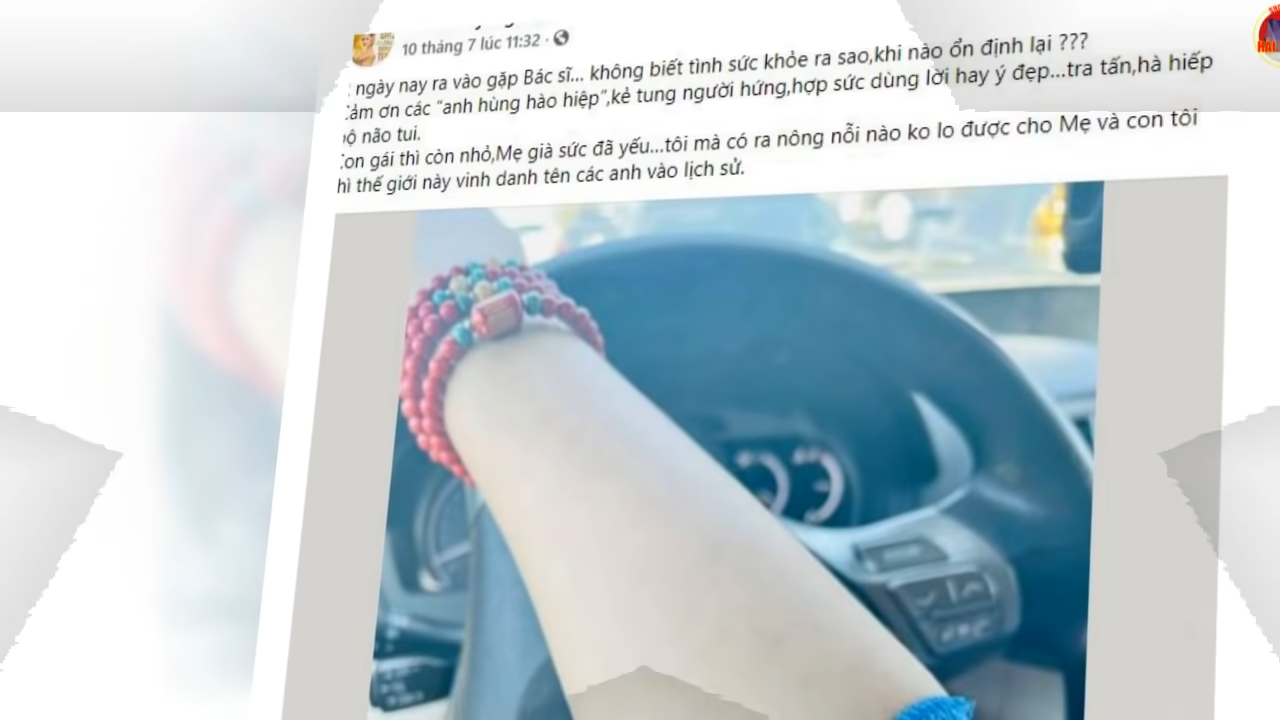 10 tháng 7 lúc 11:32 ·
ngày nay ra vào gặp Bác sĩ... không biết tình sức khỏe ra sao,khi nào ổn định lại ???
ảm ơn các “anh hùng hào hiệp”,kẻ tung người hứng,hợp sức dùng lời hay ý đẹp...tra tấn,hà hiếp
ộ não tui.
on gái thì còn nhỏ,Mẹ già sức đã yếu...tôi mà có ra nông nỗi nào ko lo được cho Mẹ và con tôi
hì thế giới này vinh danh tên các anh vào lịch sử.